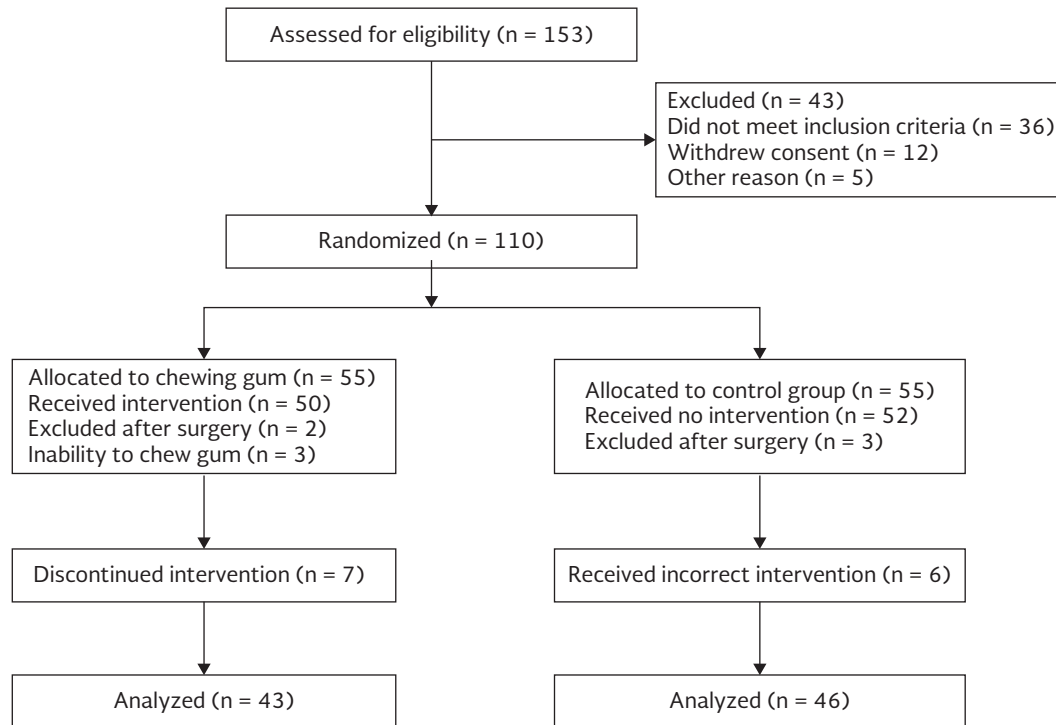 Assessed for eligibility (n = 153)
Excluded (n = 43)
Did not meet inclusion criteria (n = 36)
Withdrew consent (n = 12)
Other reason (n = 5)
Randomized (n = 110)
Allocated to chewing gum (n = 55)
Received intervention (n = 50)
Excluded after surgery (n = 2)
Inability to chew gum (n = 3)
Allocated to control group (n = 55)
Received no intervention (n = 52)
Excluded after surgery (n = 3)
Discontinued intervention (n = 7)
Received incorrect intervention (n = 6)
Analyzed (n = 43)
Analyzed (n = 46)